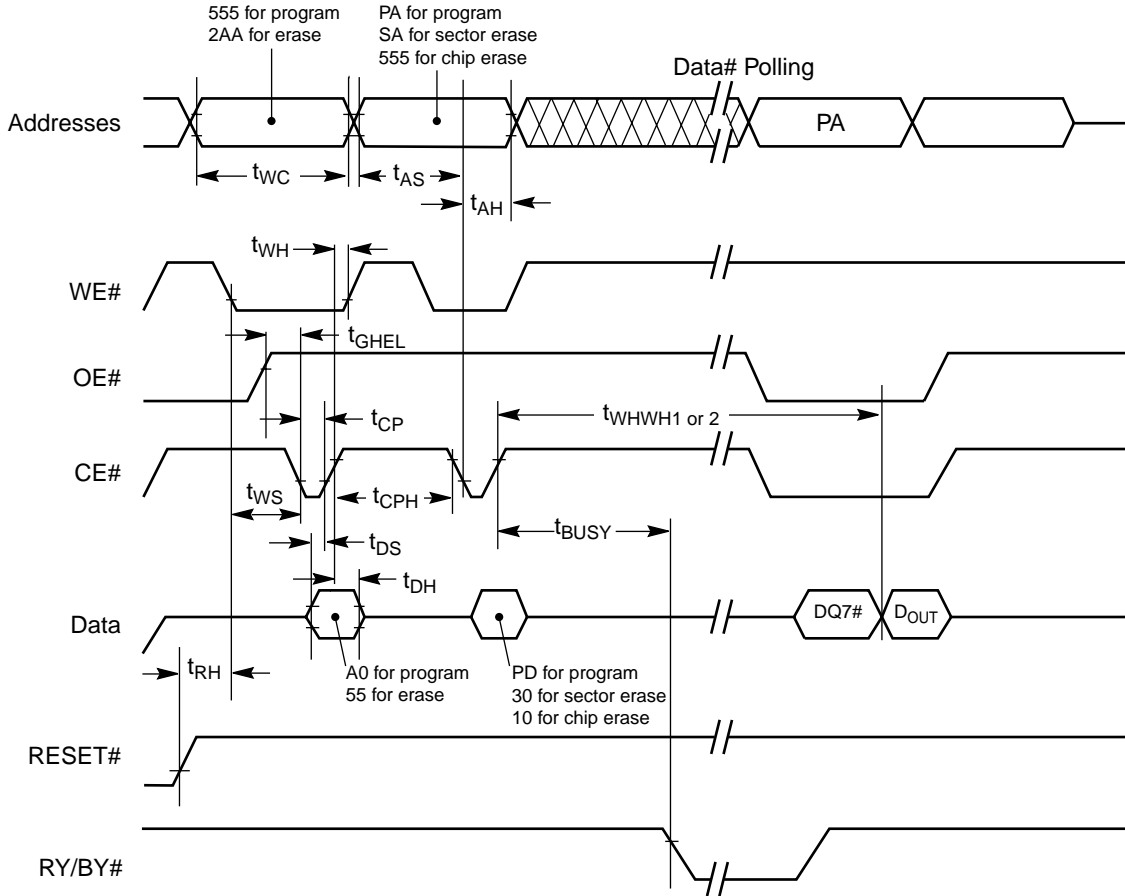 555 for program
2AA for erase
PA for program
SA for sector erase
555 for chip erase
Data# Polling
Addresses
PA
tWC
tAS
tAH
tWH
WE#
tGHEL
OE#
tCP
tWHWH1 or 2
CE#
tWS
tCPH
tBUSY
tDS
tDH
Data
DQ7#
DOUT
tRH
A0 for program
55 for erase
PD for program
30 for sector erase
10 for chip erase
RESET#
RY/BY#